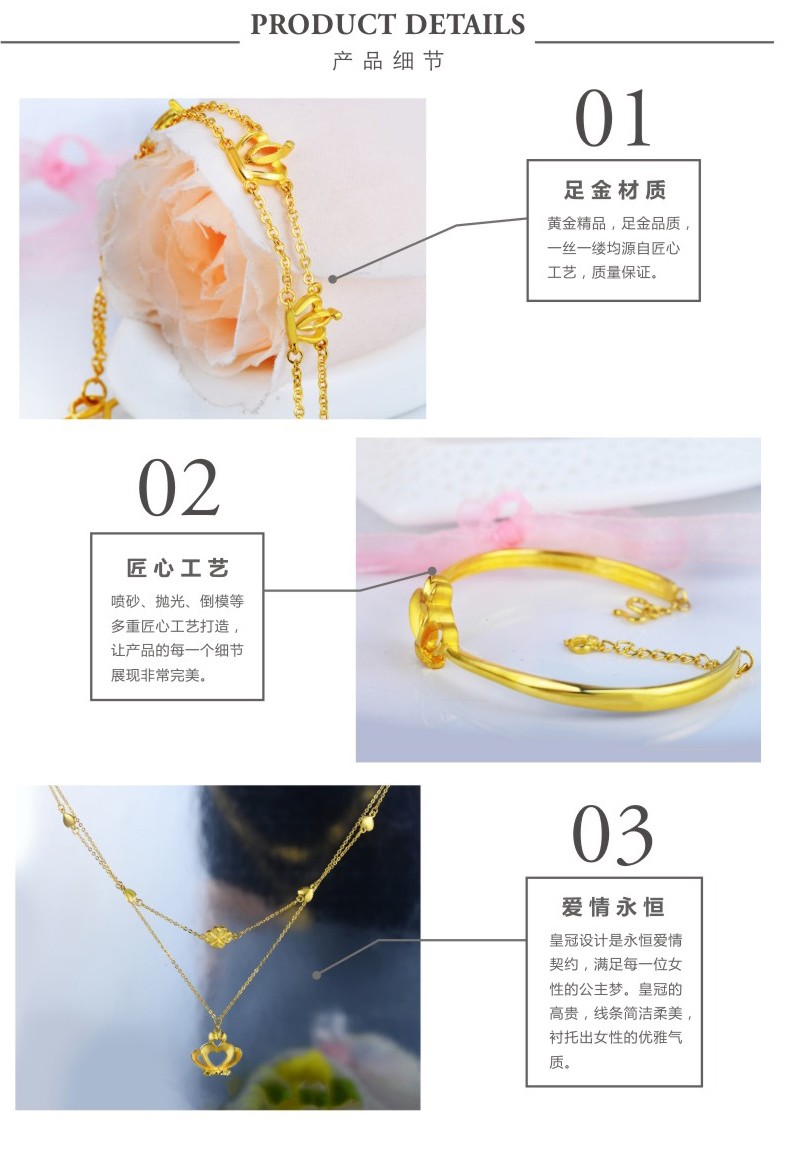 PRODUCT DETAILS
产品细节
01
足金材质
黄金精品，足金品质，
一丝一缕均源自匠心
工艺，质量保证。
02
匠心工艺
喷砂、抛光、倒模等
多重匠心工艺打造，
让产品的每一个细节
展现非常完美。
03
爱情永恒
皇冠设计是永恒爱情
契约，满足每一位女
性的公主梦。皇冠的
高贵，线条简洁柔美，
衬托出女性的优雅气
质。